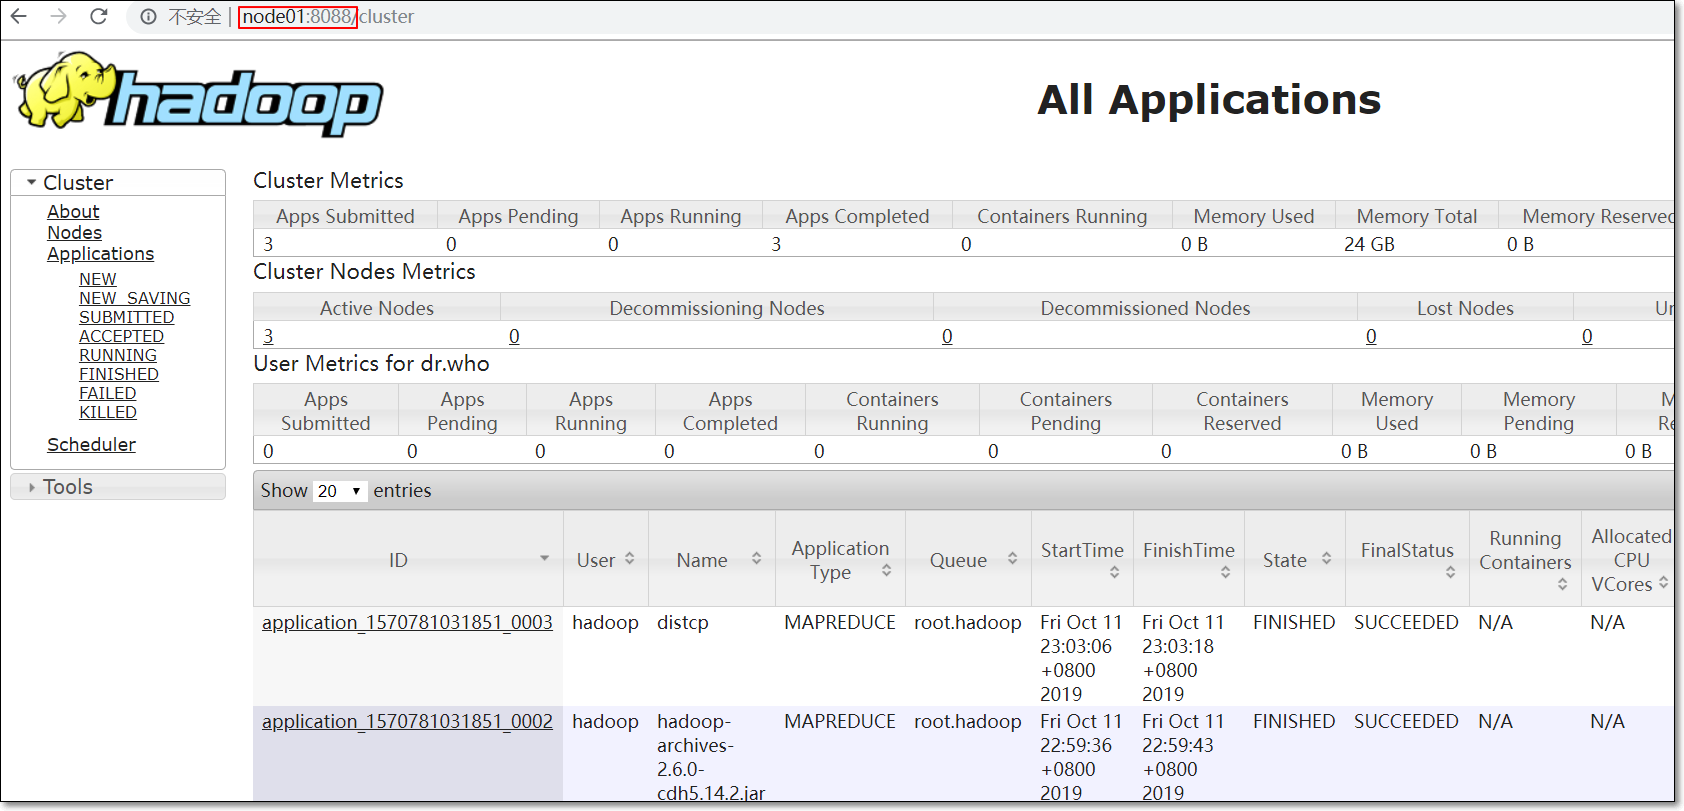 不安全 | node01:8088/cluster
hadoop
All Applications
Cluster
About
Nodes
Applications
NEW
NEW_SAVING
SUBMITTED
ACCEPTED
RUNNING
FINISHED
FAILED
KILLED
Scheduler
Tools
Cluster Metrics
Apps Submitted Apps Pending Apps Running Apps Completed Containers Running Memory Used Memory Total Memory Reserved
3 0 0 3 0 0 B 24 GB 0 B
Cluster Nodes Metrics
Active Nodes Decommissioning Nodes Decommissioned Nodes Lost Nodes
3 0 0 0 0
User Metrics for dr.who
Apps Apps Apps Apps Containers Containers Containers Memory Memory
Submitted Pending Running Completed Running Pending Reserved Used Pending
0 0 0 0 0 0 0 0 B 0 B 0 B
Show 20 entries
ID User Name Application Type Queue StartTime FinishTime State FinalStatus Running Containers Allocated CPU VCores
application_1570781031851_0003 hadoop distcp MAPREDUCE root.hadoop Fri Oct 11 Fri Oct 11 FINISHED SUCCEEDED N/A N/A
23:03:06 23:03:18
+0800 +0800
2019 2019
application_1570781031851_0002 hadoop hadoop- MAPREDUCE root.hadoop Fri Oct 11 Fri Oct 11 FINISHED SUCCEEDED N/A N/A
archives- 22:59:36 22:59:43
2.6.0- +0800 +0800
cdh5.14.2.jar 2019 2019